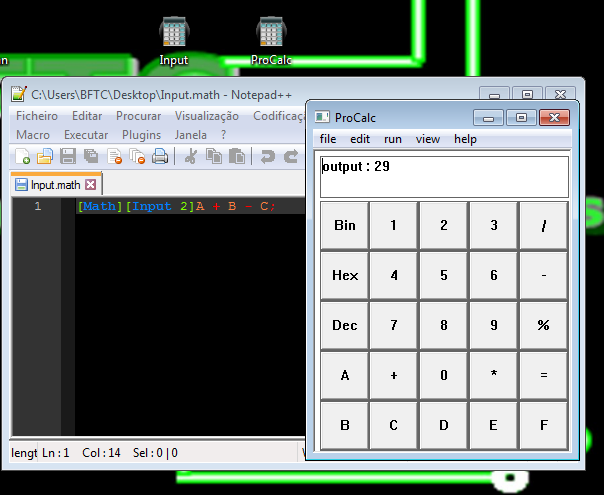 n
Input
ProCalc
C:\Users\BFTC\Desktop\Input.math - Notepad++
Ficheiro Editar Procurar Visualização
Macro Executar Plugins Janela ?
Input.math
1 [Math][Input 2]A + B - C;
lengt Ln : 1 Col : 14 Sel : 0 | 0
ProCalc
file edit run view help
output : 29
Bin 1 2 3 /
Hex 4 5 6 -
Dec 7 8 9 %
A + 0 * =
B C D E F
s